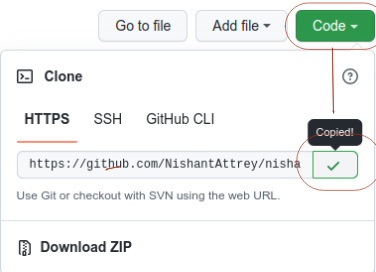 Go to file Add file Code
Clone
HTTPS SSH GitHub CLI
Copied!
https://github.com/NishantAttrey/nisha
Use Git or checkout with SVN using the web URL.
Download ZIP